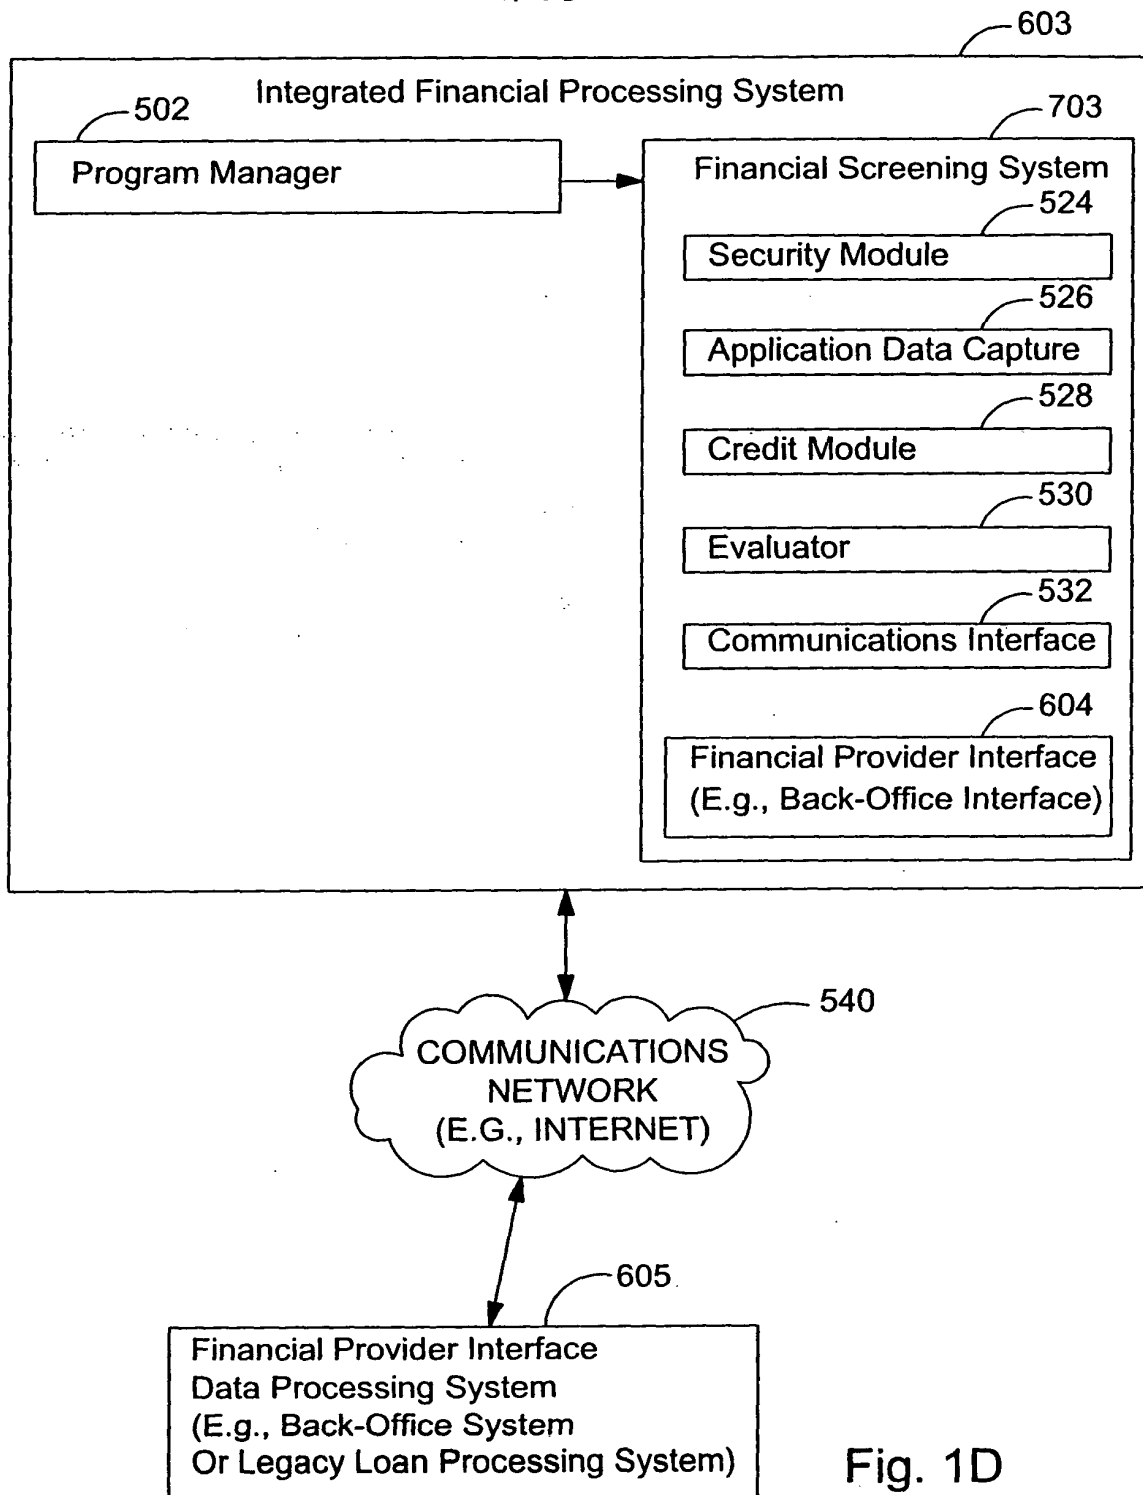 603
Integrated Financial Processing System
502
703
Program Manager
Financial Screening System
524
Security Module
526
Application Data Capture
528
Credit Module
530
Evaluator
532
Communications Interface
604
Financial Provider Interface
(E.g., Back-Office Interface)
540
COMMUNICATIONS
NETWORK
(E.G., INTERNET)
605
Financial Provider Interface
Data Processing System
(E.g., Back-Office System
Or Legacy Loan Processing System)
Fig. 1D